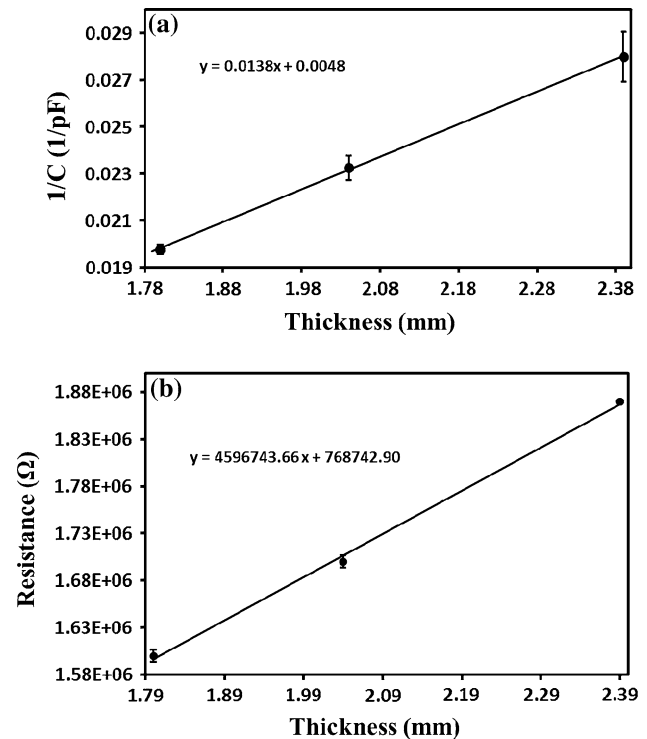 (a)
y = 0.0138x + 0.0048
0.029
0.027
0.025
0.023
0.021
0.019
1/C (1/pF)
1.78 1.88 1.98 2.08 2.18 2.28 2.38
Thickness (mm)
(b)
y = 4596743.66x + 768742.90
1.88E+06
1.83E+06
1.78E+06
1.73E+06
1.68E+06
1.63E+06
1.58E+06
Resistance (Ω)
1.79 1.89 1.99 2.09 2.19 2.29 2.39
Thickness (mm)